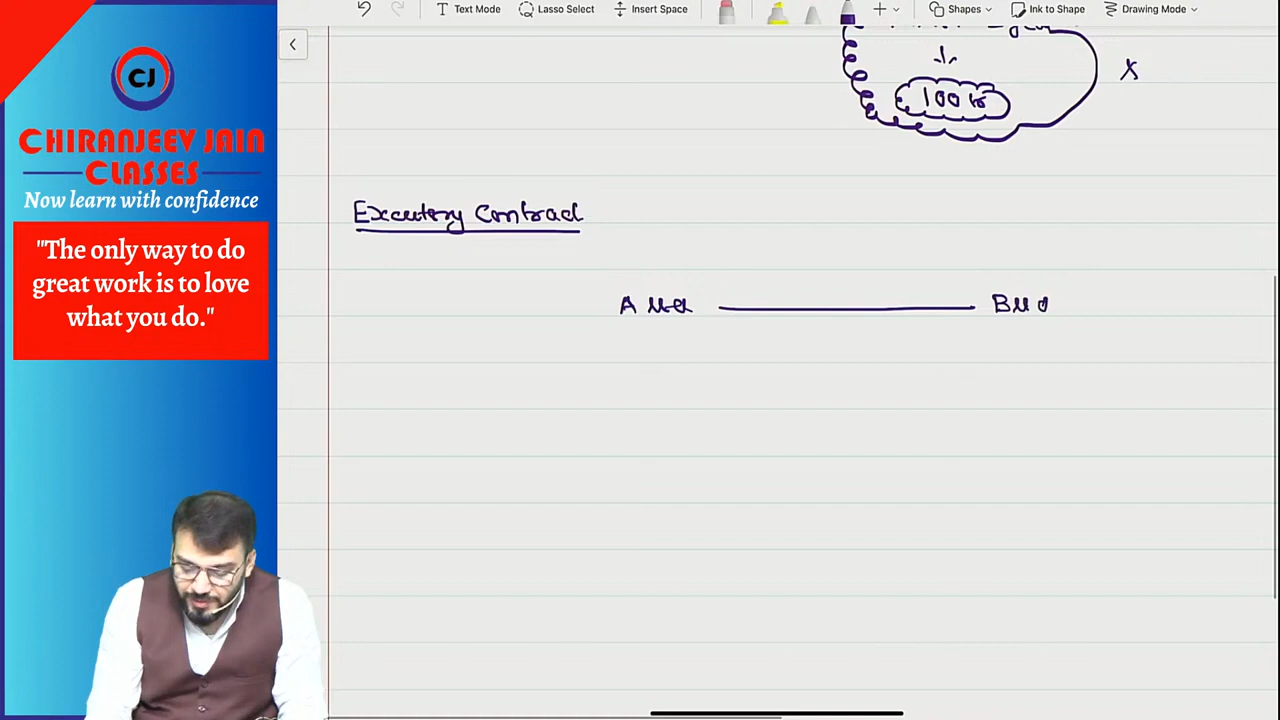 Text Mode
Lasso Select
Insert Space
Shapes
Ink to Shape
Drawing Mode
CJ
CHIRANJEEV JAIN
CLASSES
Now learn with confidence
"The only way to do
great work is to love
what you do."
100
X
Executory Contract
A
B